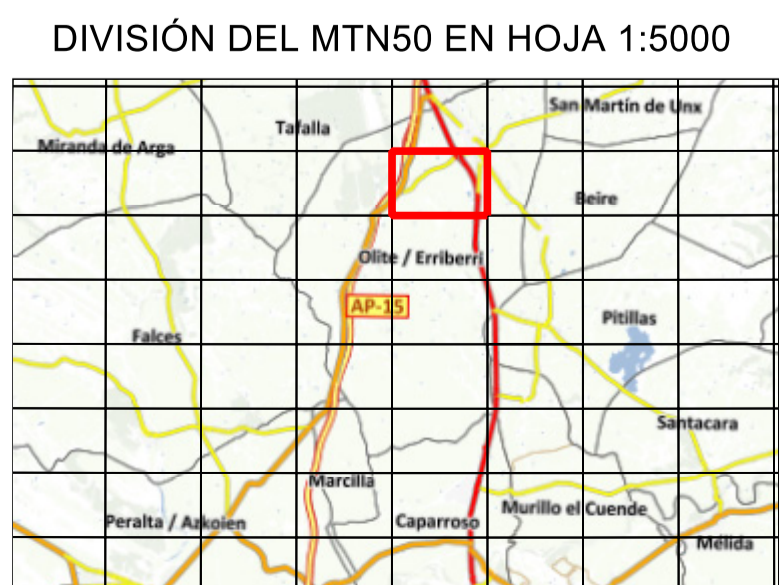 DIVISIÓN DEL MTN50 EN HOJA 1:5000
San Martín de Unx
Tafalla
Miranda de Arga
Beire
Olite / Erriberri
AP-15
Pitillas
Falces
Santacara
Marcilla
Murillo el Cuende
Peralta / Azkoien
Caparroso
Mélida